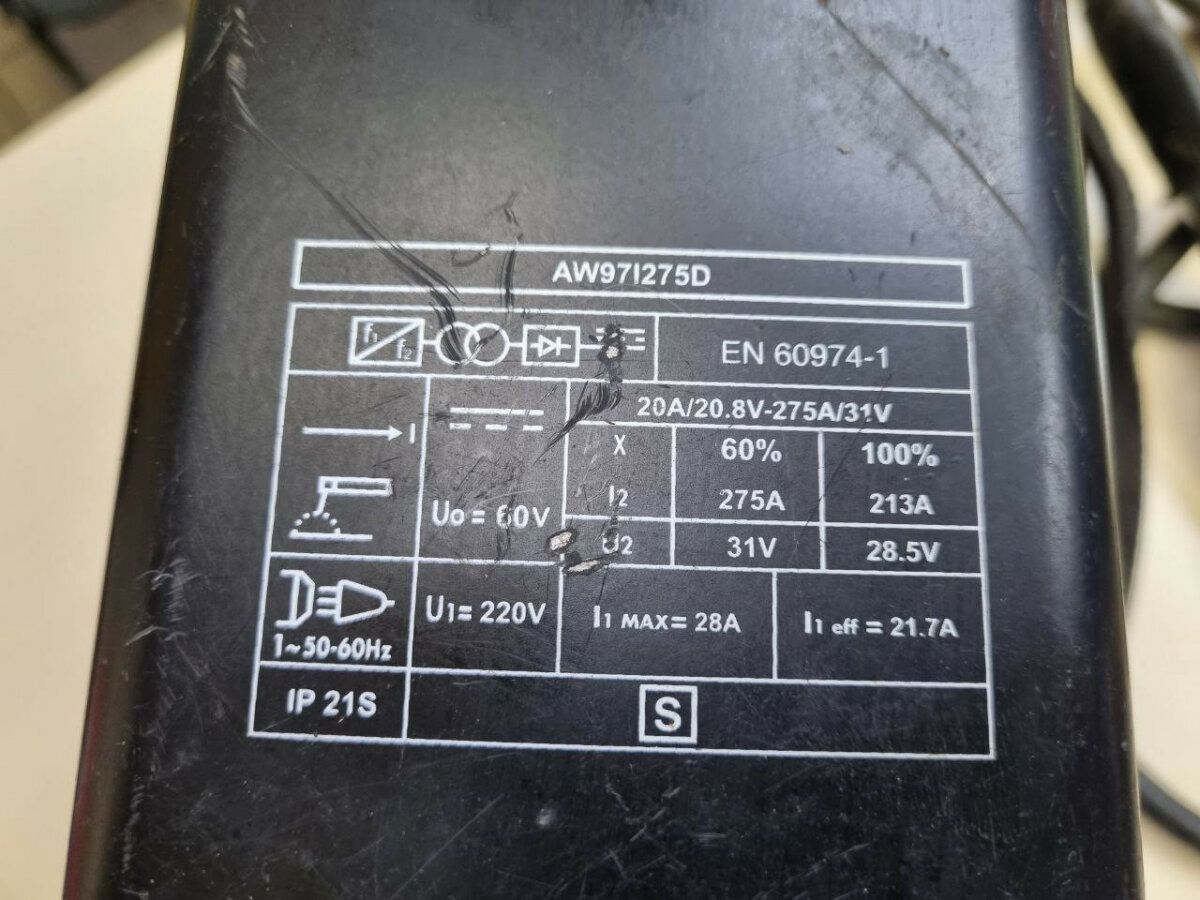 AW97I275D
f1 f2
EN 60974-1
20A/20.8V-275A/31V
X 60% 100%
I2 275A 213A
U0 = 60V
U2 31V 28.5V
1~50-60Hz
U1= 220V I1 MAX= 28A I1 eff = 21.7A
IP 21S
S